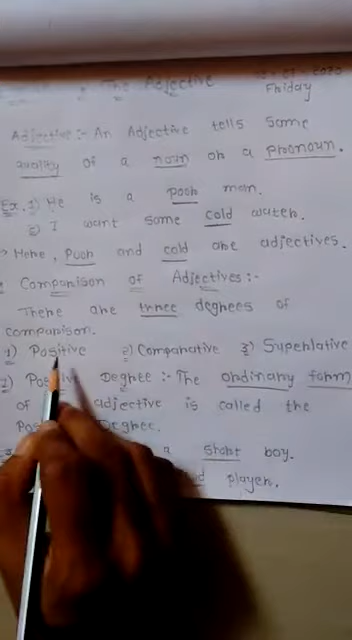 The Adjective
Friday
Adjective :- An Adjective tells some
quality of a noun or a pronoun.
Ex. 1) He is a poor man.
2) I want some cold water.
→ Here, poor and cold are adjectives.
Comparison of Adjectives :-
There are three degrees of
comparison.
1) Positive 2) Comparative 3) Superlative
1) Positive Degree :- The ordinary form
of adjective is called the
Degree.
a short boy.
player.